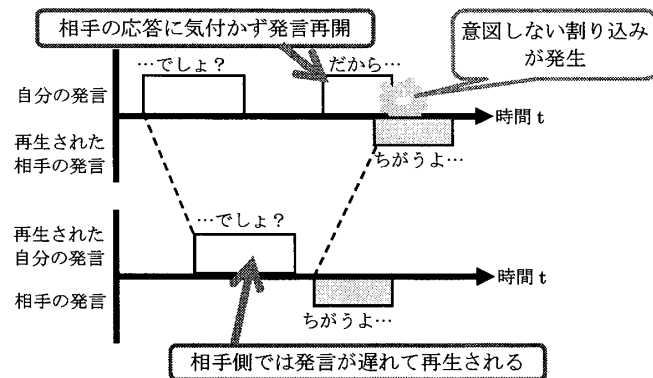 相手の応答に気付かず発言再開
意図しない割り込み
が発生
…でしょ？
だから…
自分の発言
時間 t
再生された
相手の発言
ちがうよ…
…でしょ？
再生された
自分の発言
時間 t
相手の発言
ちがうよ…
相手側では発言が遅れて再生される